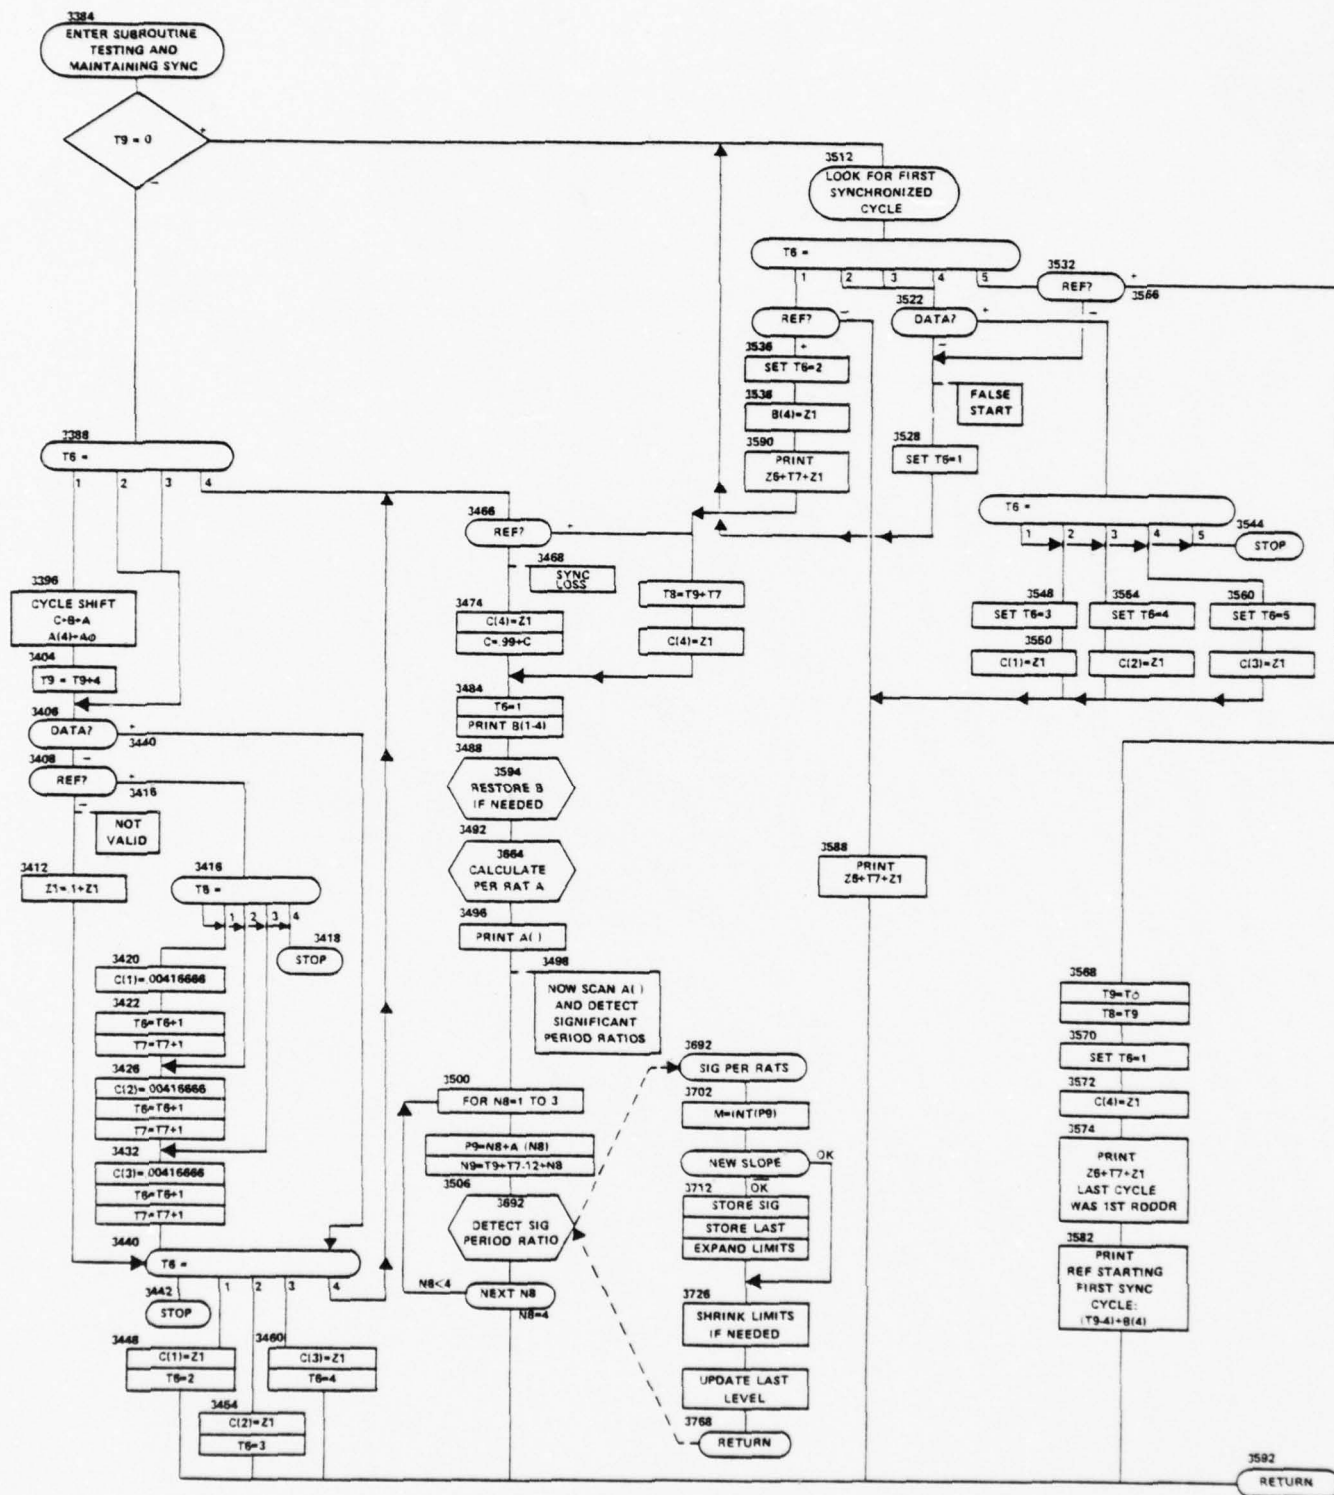 3384
ENTER SUBROUTINE
TESTING AND
MAINTAINING SYNC
T9 = 0
+
−
3388
T6 =
1 2 3 4
3396
CYCLE SHIFT
C÷B÷A
3404
T9 = T9+4
3406
DATA?
+
3440
−
3408
REF?
+
3416
−
NOT
VALID
3412
Z1=.1+Z1
3416
T6 =
1 2 3 4
3418
STOP
3420
C(1)=.00416666
3422
T6=T6+1
T7=T7+1
3426
C(2)=.00416666
T6=T6+1
T7=T7+1
3432
C(3)=.00416666
T6=T6+1
T7=T7+1
3440
T6 =
1 2 3 4
3442
STOP
3448
C(1)=Z1
T6=2
3454
C(2)=Z1
T6=3
3460
C(3)=Z1
T6=4
3466
REF?
+
3468
SYNC
LOSS
3474
C(4)=Z1
C=.99+C
T8=T9+T7
C(4)=Z1
3484
T6=1
PRINT B(1-4)
3488
3594
RESTORE B
IF NEEDED
3492
3664
CALCULATE
PER RAT A
3496
PRINT A( )
3498
NOW SCAN A( )
AND DETECT
SIGNIFICANT
PERIOD RATIOS
3500
FOR N8=1 TO 3
P9=N8+A (N8)
N9=T9+T7-12+N8
3506
3692
DETECT SIG
PERIOD RATIO
N8<4
NEXT N8
N8=4
3692
SIG PER RATS
3702
M=INT(P9)
NEW SLOPE
OK
OK
3712
STORE SIG
STORE LAST
EXPAND LIMITS
3726
SHRINK LIMITS
IF NEEDED
UPDATE LAST
LEVEL
3768
RETURN
3512
LOOK FOR FIRST
SYNCHRONIZED
CYCLE
T6 =
1 2 3 4 5
3532
REF?
+
3566
−
REF?
−
+
3522
DATA?
+
−
3536
SET T6=2
3538
B(4)=Z1
3590
PRINT
Z6+T7+Z1
FALSE
START
3528
SET T6=1
T6 =
1 2 3 4 5
3544
STOP
3548
SET T6=3
3550
C(1)=Z1
3554
SET T6=4
C(2)=Z1
3560
SET T6=5
C(3)=Z1
3588
PRINT
Z6+T7+Z1
3568
T9=T0
T8=T9
3570
SET T6=1
3572
C(4)=Z1
3574
PRINT
Z6+T7+Z1
LAST CYCLE
WAS 1ST RDDDR
3582
PRINT
REF STARTING
FIRST SYNC
CYCLE:
(T9-4)+B(4)
3592
RETURN